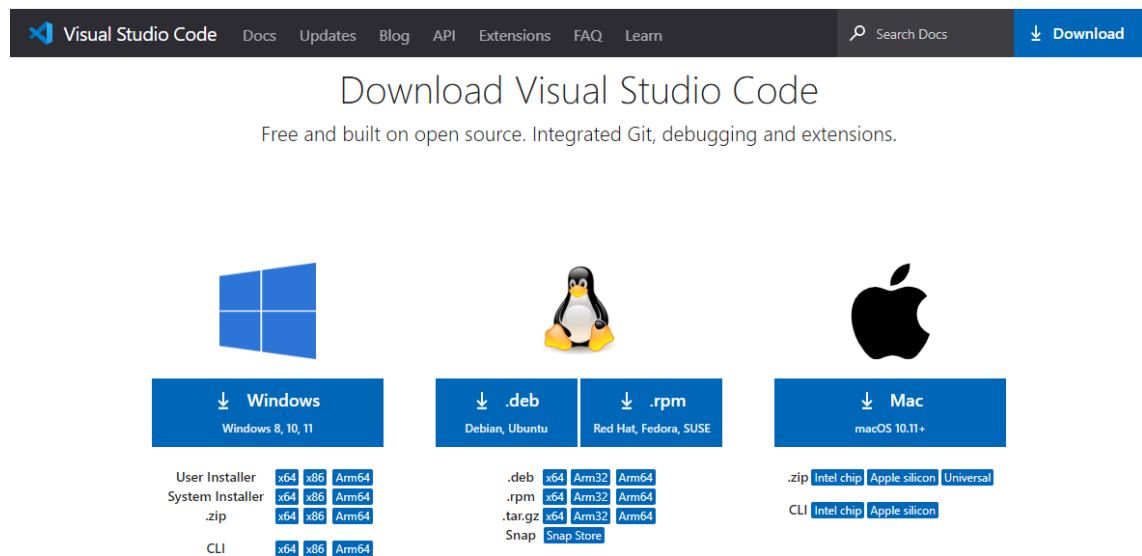 Visual Studio Code Docs Updates Blog API Extensions FAQ Learn Search Docs Download
Download Visual Studio Code
Free and built on open source. Integrated Git, debugging and extensions.
Windows
Windows 8, 10, 11
User Installer x64 x86 Arm64
System Installer x64 x86 Arm64
.zip x64 x86 Arm64
CLI x64 x86 Arm64
.deb
Debian, Ubuntu
.rpm
Red Hat, Fedora, SUSE
.deb x64 Arm32 Arm64
.rpm x64 Arm32 Arm64
.tar.gz x64 Arm32 Arm64
Snap Snap Store
Mac
macOS 10.11+
.zip Intel chip Apple silicon Universal
CLI Intel chip Apple silicon